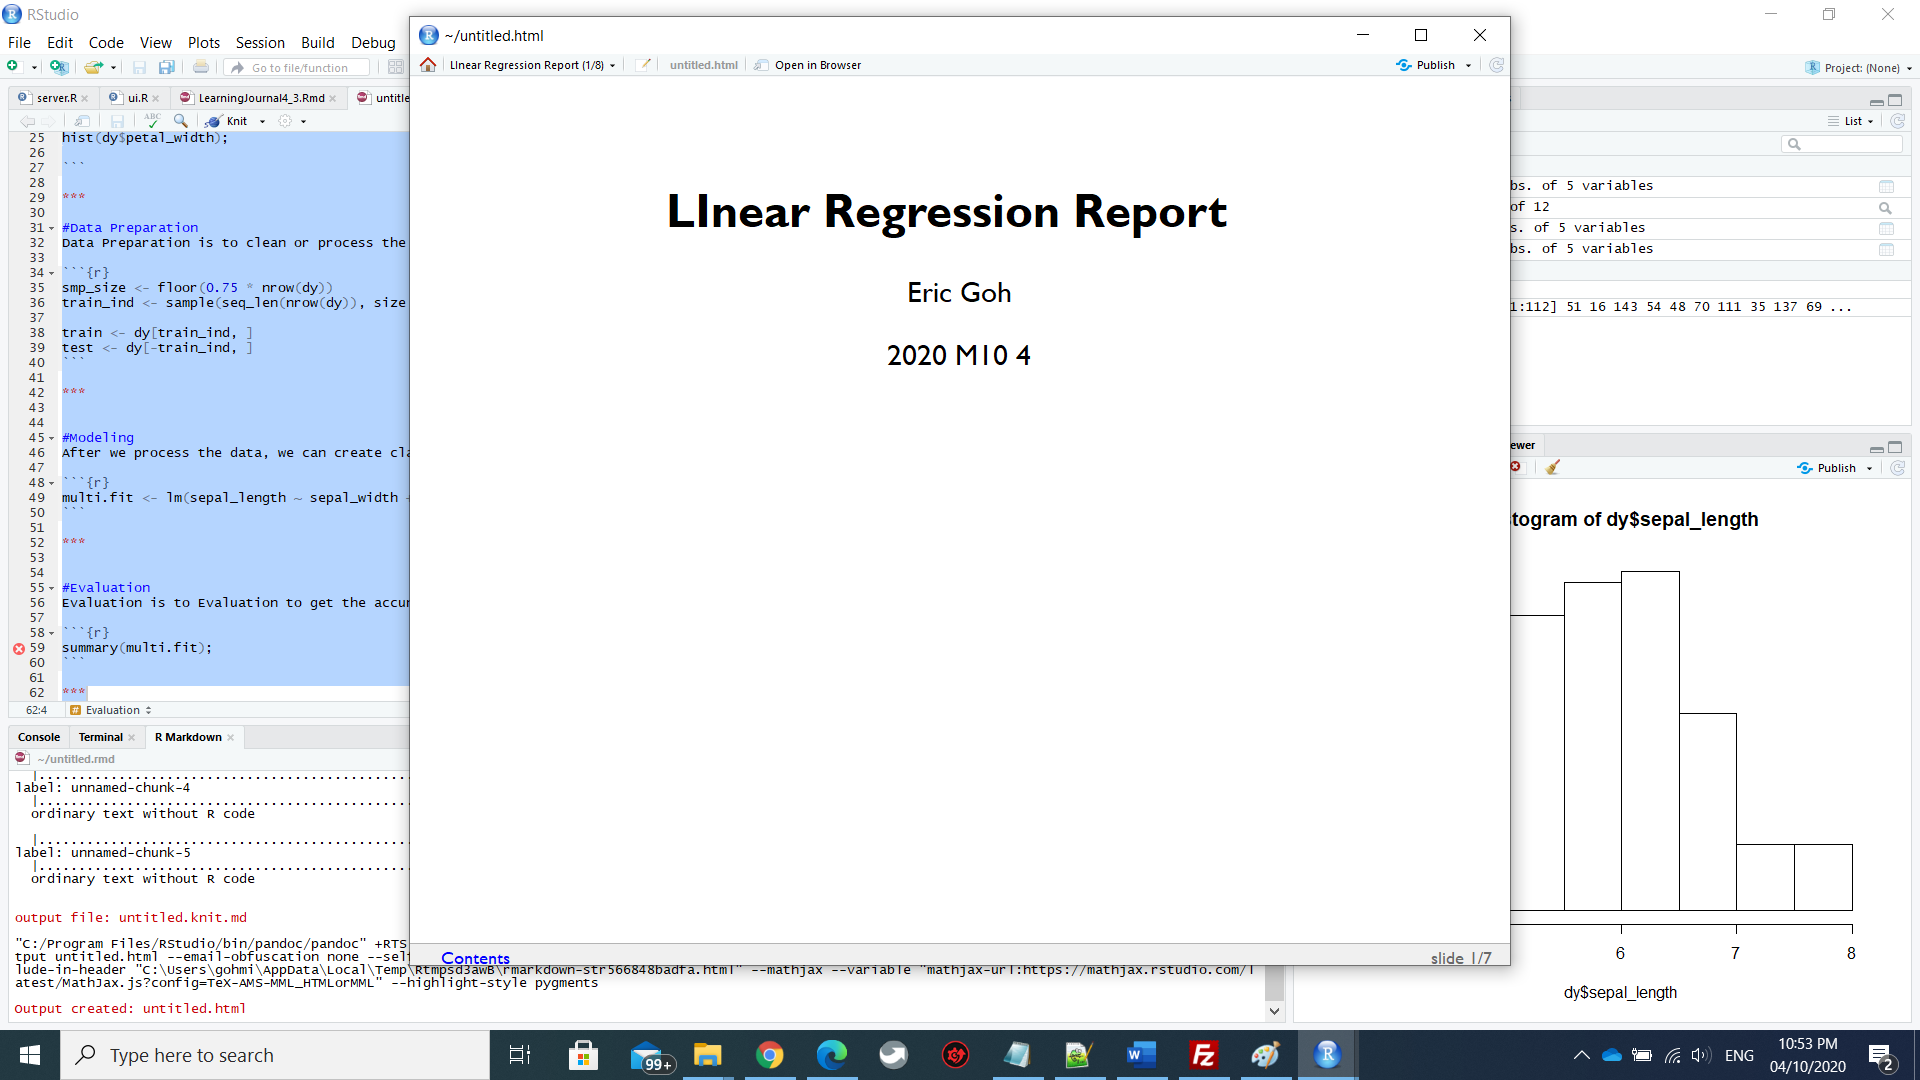 RStudio
File Edit Code View Plots Session Build Debug
Go to file/function
Project: (None)
server.R
ui.R
LearningJournal4_3.Rmd
untitle
ABC
Knit
25 hist(dy$petal_width);
26
27 ```
28
29 ***
30
31 #Data Preparation
32 Data Preparation is to clean or process the
33
34 ```{r}
35 smp_size <- floor(0.75 * nrow(dy))
36 train_ind <- sample(seq_len(nrow(dy)), size
37
38 train <- dy[train_ind, ]
39 test <- dy[-train_ind, ]
40 ```
41
42 ***
43
44
45 #Modeling
46 After we process the data, we can create cla
47
48 ```{r}
49 multi.fit <- lm(sepal_length ~ sepal_width +
50 ```
51
52 ***
53
54
55 #Evaluation
56 Evaluation is to Evaluation to get the accur
57
58 ```{r}
59 summary(multi.fit);
60 ```
61
62 ***
62:4 # Evaluation
Console Terminal R Markdown
~/untitled.rmd
|..............................................
label: unnamed-chunk-4
|..............................................
ordinary text without R code
|..............................................
label: unnamed-chunk-5
|..............................................
ordinary text without R code
output file: untitled.knit.md
"C:/Program Files/RStudio/bin/pandoc/pandoc" +RTS
tput untitled.html --email-obfuscation none --sel
lude-in-header "C:\Users\gohmi\AppData\Local\Temp\Rtmpsd3awB\rmarkdown-str566848badfa.html" --mathjax --variable "mathjax-url:https://mathjax.rstudio.com/l
atest/MathJax.js?config=TeX-AMS-MML_HTMLorMML" --highlight-style pygments
Output created: untitled.html
~/untitled.html
LInear Regression Report (1/8)
untitled.html
Open in Browser
Publish
LInear Regression Report
Eric Goh
2020 M10 4
Contents
slide 1/7
List
bs. of 5 variables
of 12
s. of 5 variables
bs. of 5 variables
1:112] 51 16 143 54 48 70 111 35 137 69 ...
ewer
Publish
togram of dy$sepal_length
6 7 8
dy$sepal_length
Type here to search
99+
W
Fz
R
ENG
10:53 PM
04/10/2020
2